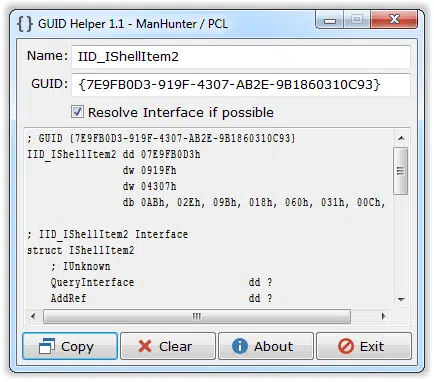 GUID Helper 1.1 - ManHunter / PCL
Name: IID_IShellItem2
GUID: {7E9FB0D3-919F-4307-AB2E-9B1860310C93}
Resolve Interface if possible
; GUID {7E9FB0D3-919F-4307-AB2E-9B1860310C93}
IID_IShellItem2 dd 07E9FB0D3h
dw 0919Fh
dw 04307h
db 0ABh, 02Eh, 09Bh, 018h, 060h, 031h, 00Ch,
; IID_IShellItem2 Interface
struct IShellItem2
; IUnknown
QueryInterface dd ?
AddRef dd ?
Copy Clear About Exit